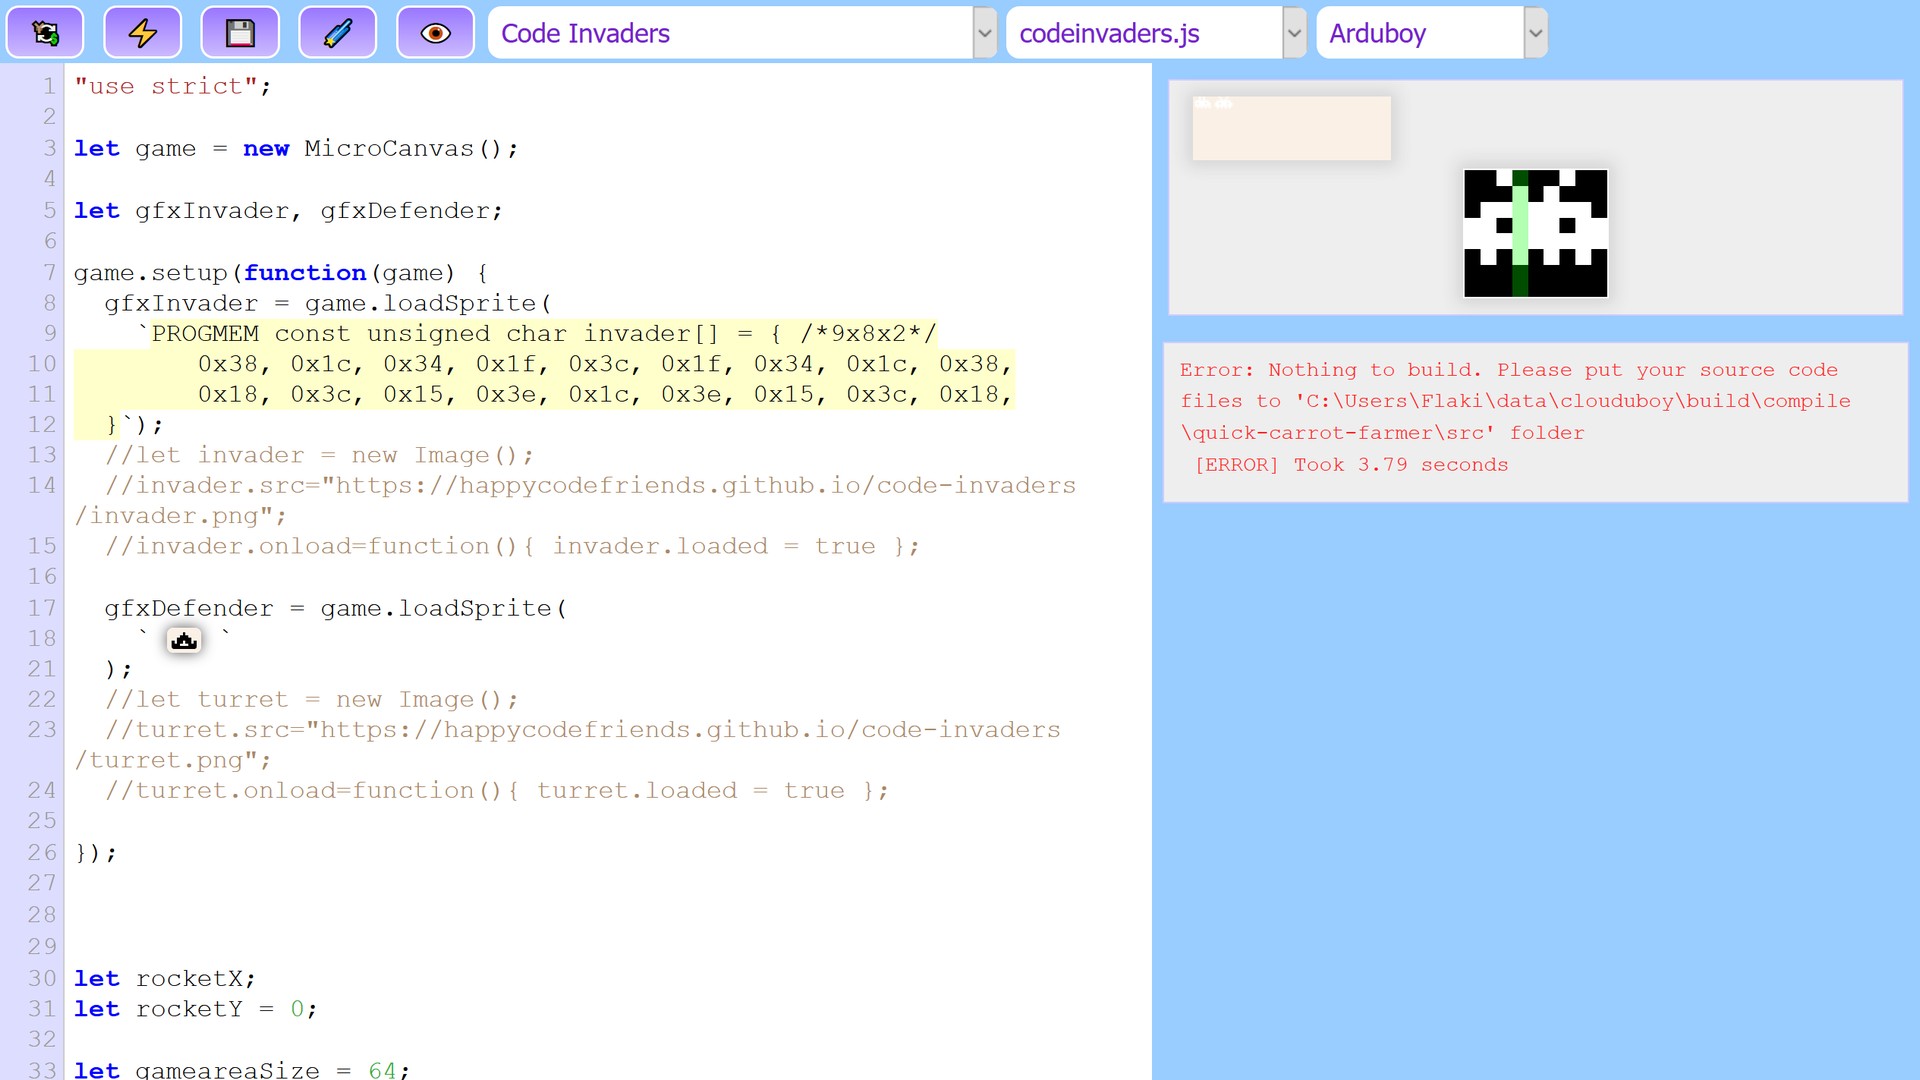 Code Invaders
codeinvaders.js
Arduboy
1 "use strict";
2
3 let game = new MicroCanvas();
4
5 let gfxInvader, gfxDefender;
6
7 game.setup(function(game) {
8   gfxInvader = game.loadSprite(
9     `PROGMEM const unsigned char invader[] = { /*9x8x2*/
10         0x38, 0x1c, 0x34, 0x1f, 0x3c, 0x1f, 0x34, 0x1c, 0x38,
11         0x18, 0x3c, 0x15, 0x3e, 0x1c, 0x3e, 0x15, 0x3c, 0x18,
12   }`);
13   //let invader = new Image();
14   //invader.src="https://happycodefriends.github.io/code-invaders
/invader.png";
15   //invader.onload=function(){ invader.loaded = true };
16
17   gfxDefender = game.loadSprite(
18     ` `
21   );
22   //let turret = new Image();
23   //turret.src="https://happycodefriends.github.io/code-invaders
/turret.png";
24   //turret.onload=function(){ turret.loaded = true };
25
26 });
27
28
29
30 let rocketX;
31 let rocketY = 0;
32
33 let gameareaSize = 64;
Error: Nothing to build. Please put your source code
files to 'C:\Users\Flaki\data\clouduboy\build\compile
\quick-carrot-farmer\src' folder
[ERROR] Took 3.79 seconds